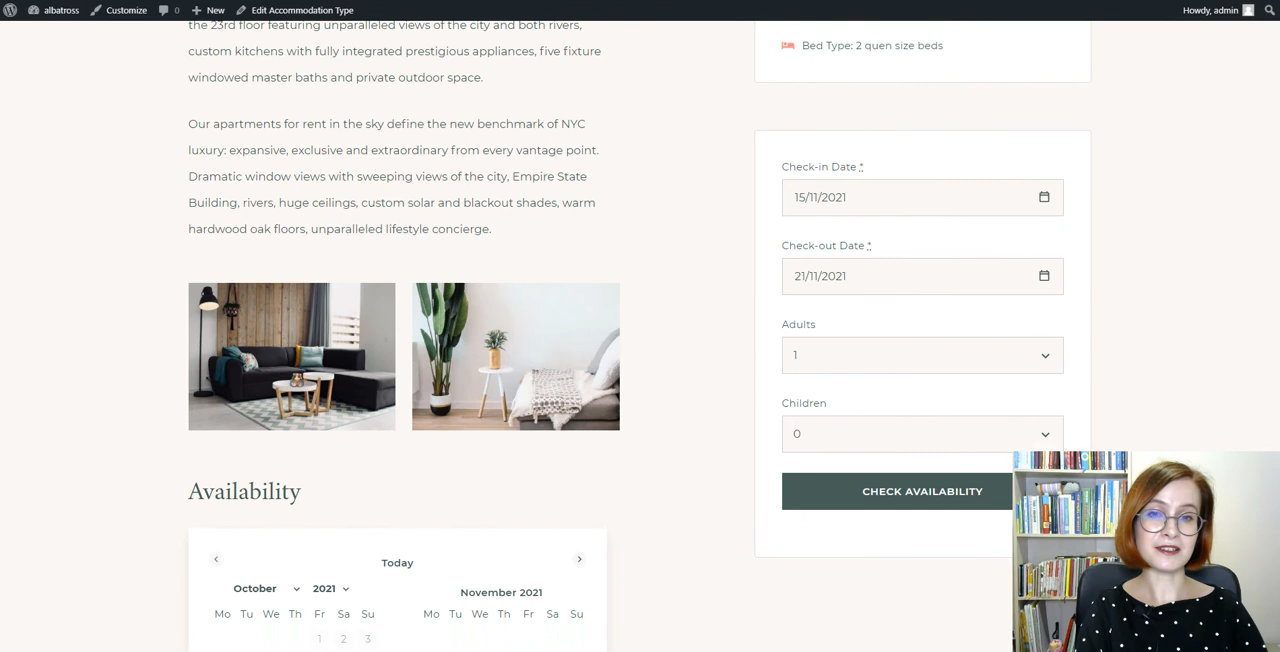 albatross
Customize
0
New
Edit Accommodation Type
Howdy, admin
the 23rd floor featuring unparalleled views of the city and both rivers,
custom kitchens with fully integrated prestigious appliances, five fixture
windowed master baths and private outdoor space.
Our apartments for rent in the sky define the new benchmark of NYC
luxury: expansive, exclusive and extraordinary from every vantage point.
Dramatic window views with sweeping views of the city, Empire State
Building, rivers, huge ceilings, custom solar and blackout shades, warm
hardwood oak floors, unparalleled lifestyle concierge.
Availability
Today
October 2021
November 2021
Mo Tu We Th Fr Sa Su
Mo Tu We Th Fr Sa Su
1 2 3
Bed Type: 2 quen size beds
Check-in Date *
15/11/2021
Check-out Date *
21/11/2021
Adults
1
Children
0
CHECK AVAILABILITY